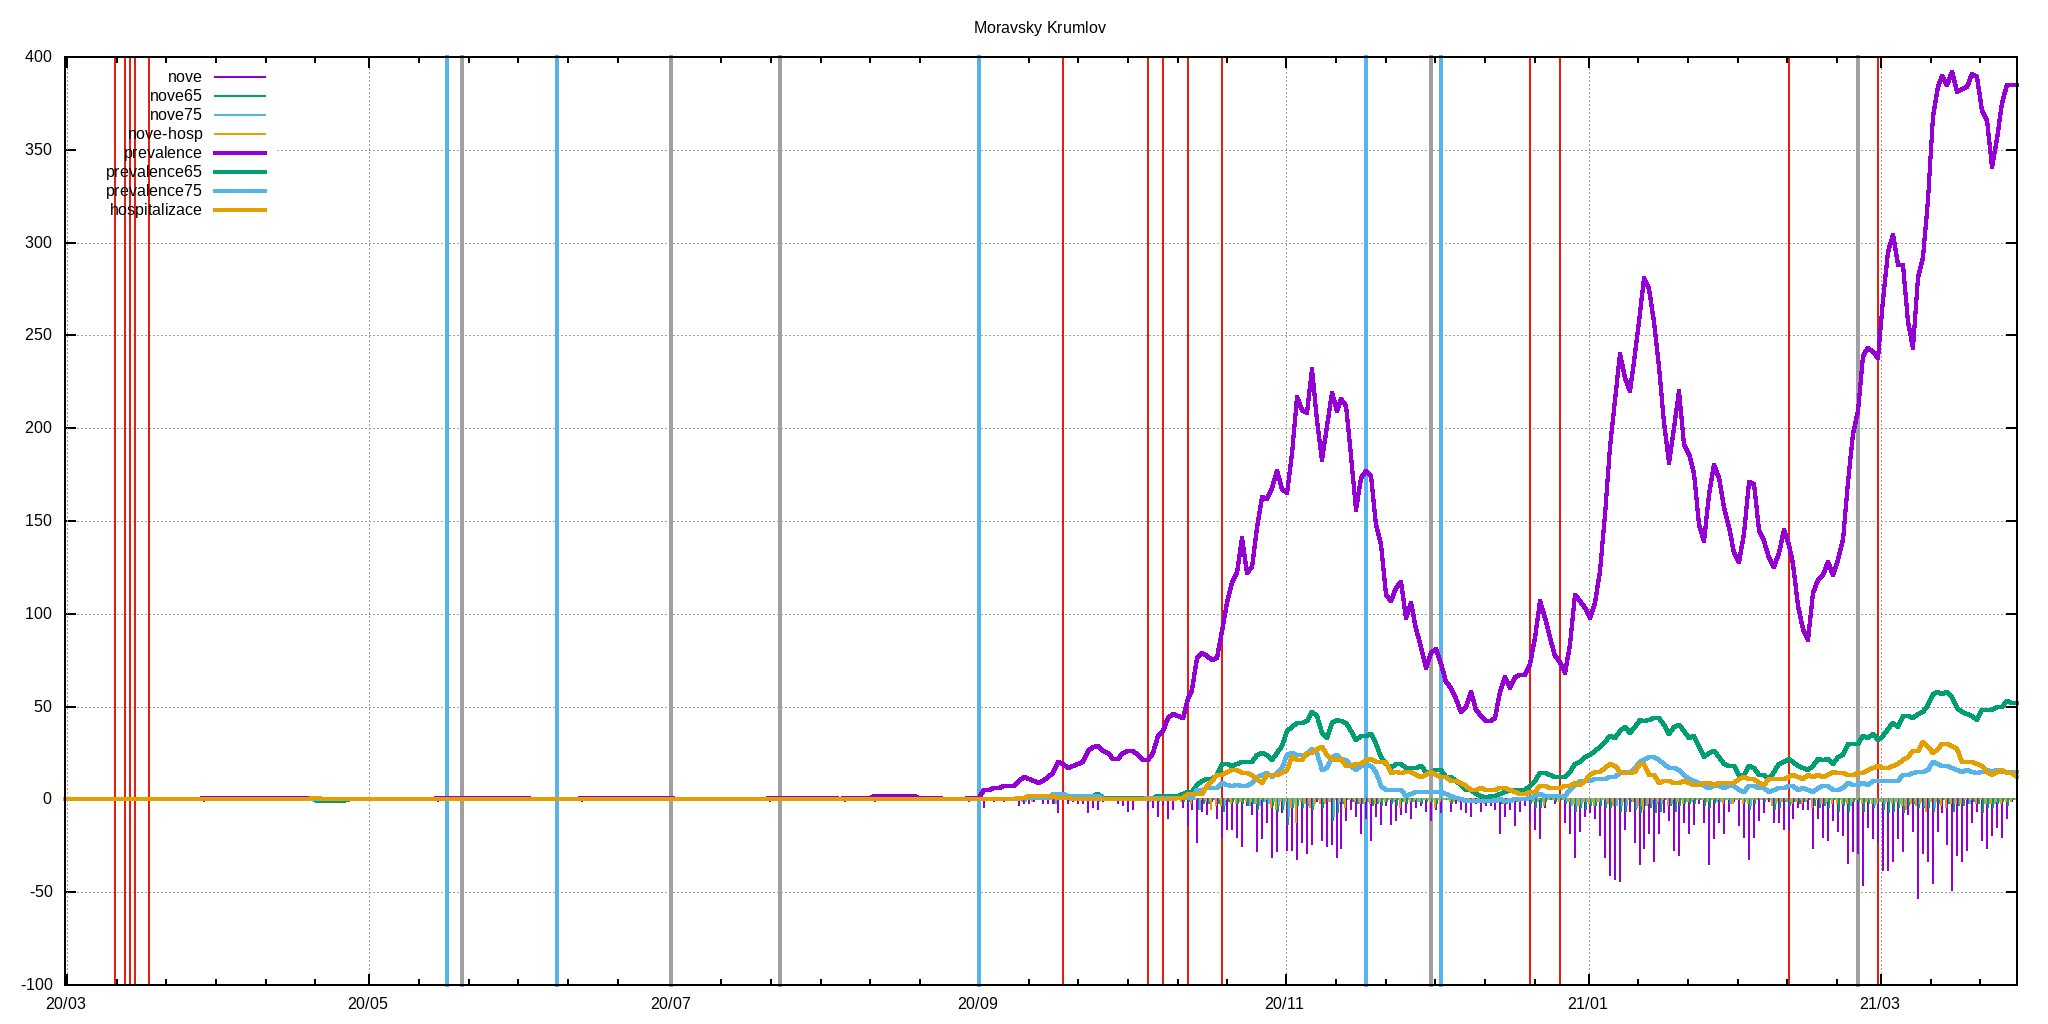 Moravsky Krumlov
400
350
300
250
200
150
100
50
0
-50
-100
nove
nove65
nove75
nove-hosp
prevalence
prevalence65
prevalence75
hospitalizace
20/03 20/05 20/07 20/09 20/11 21/01 21/03